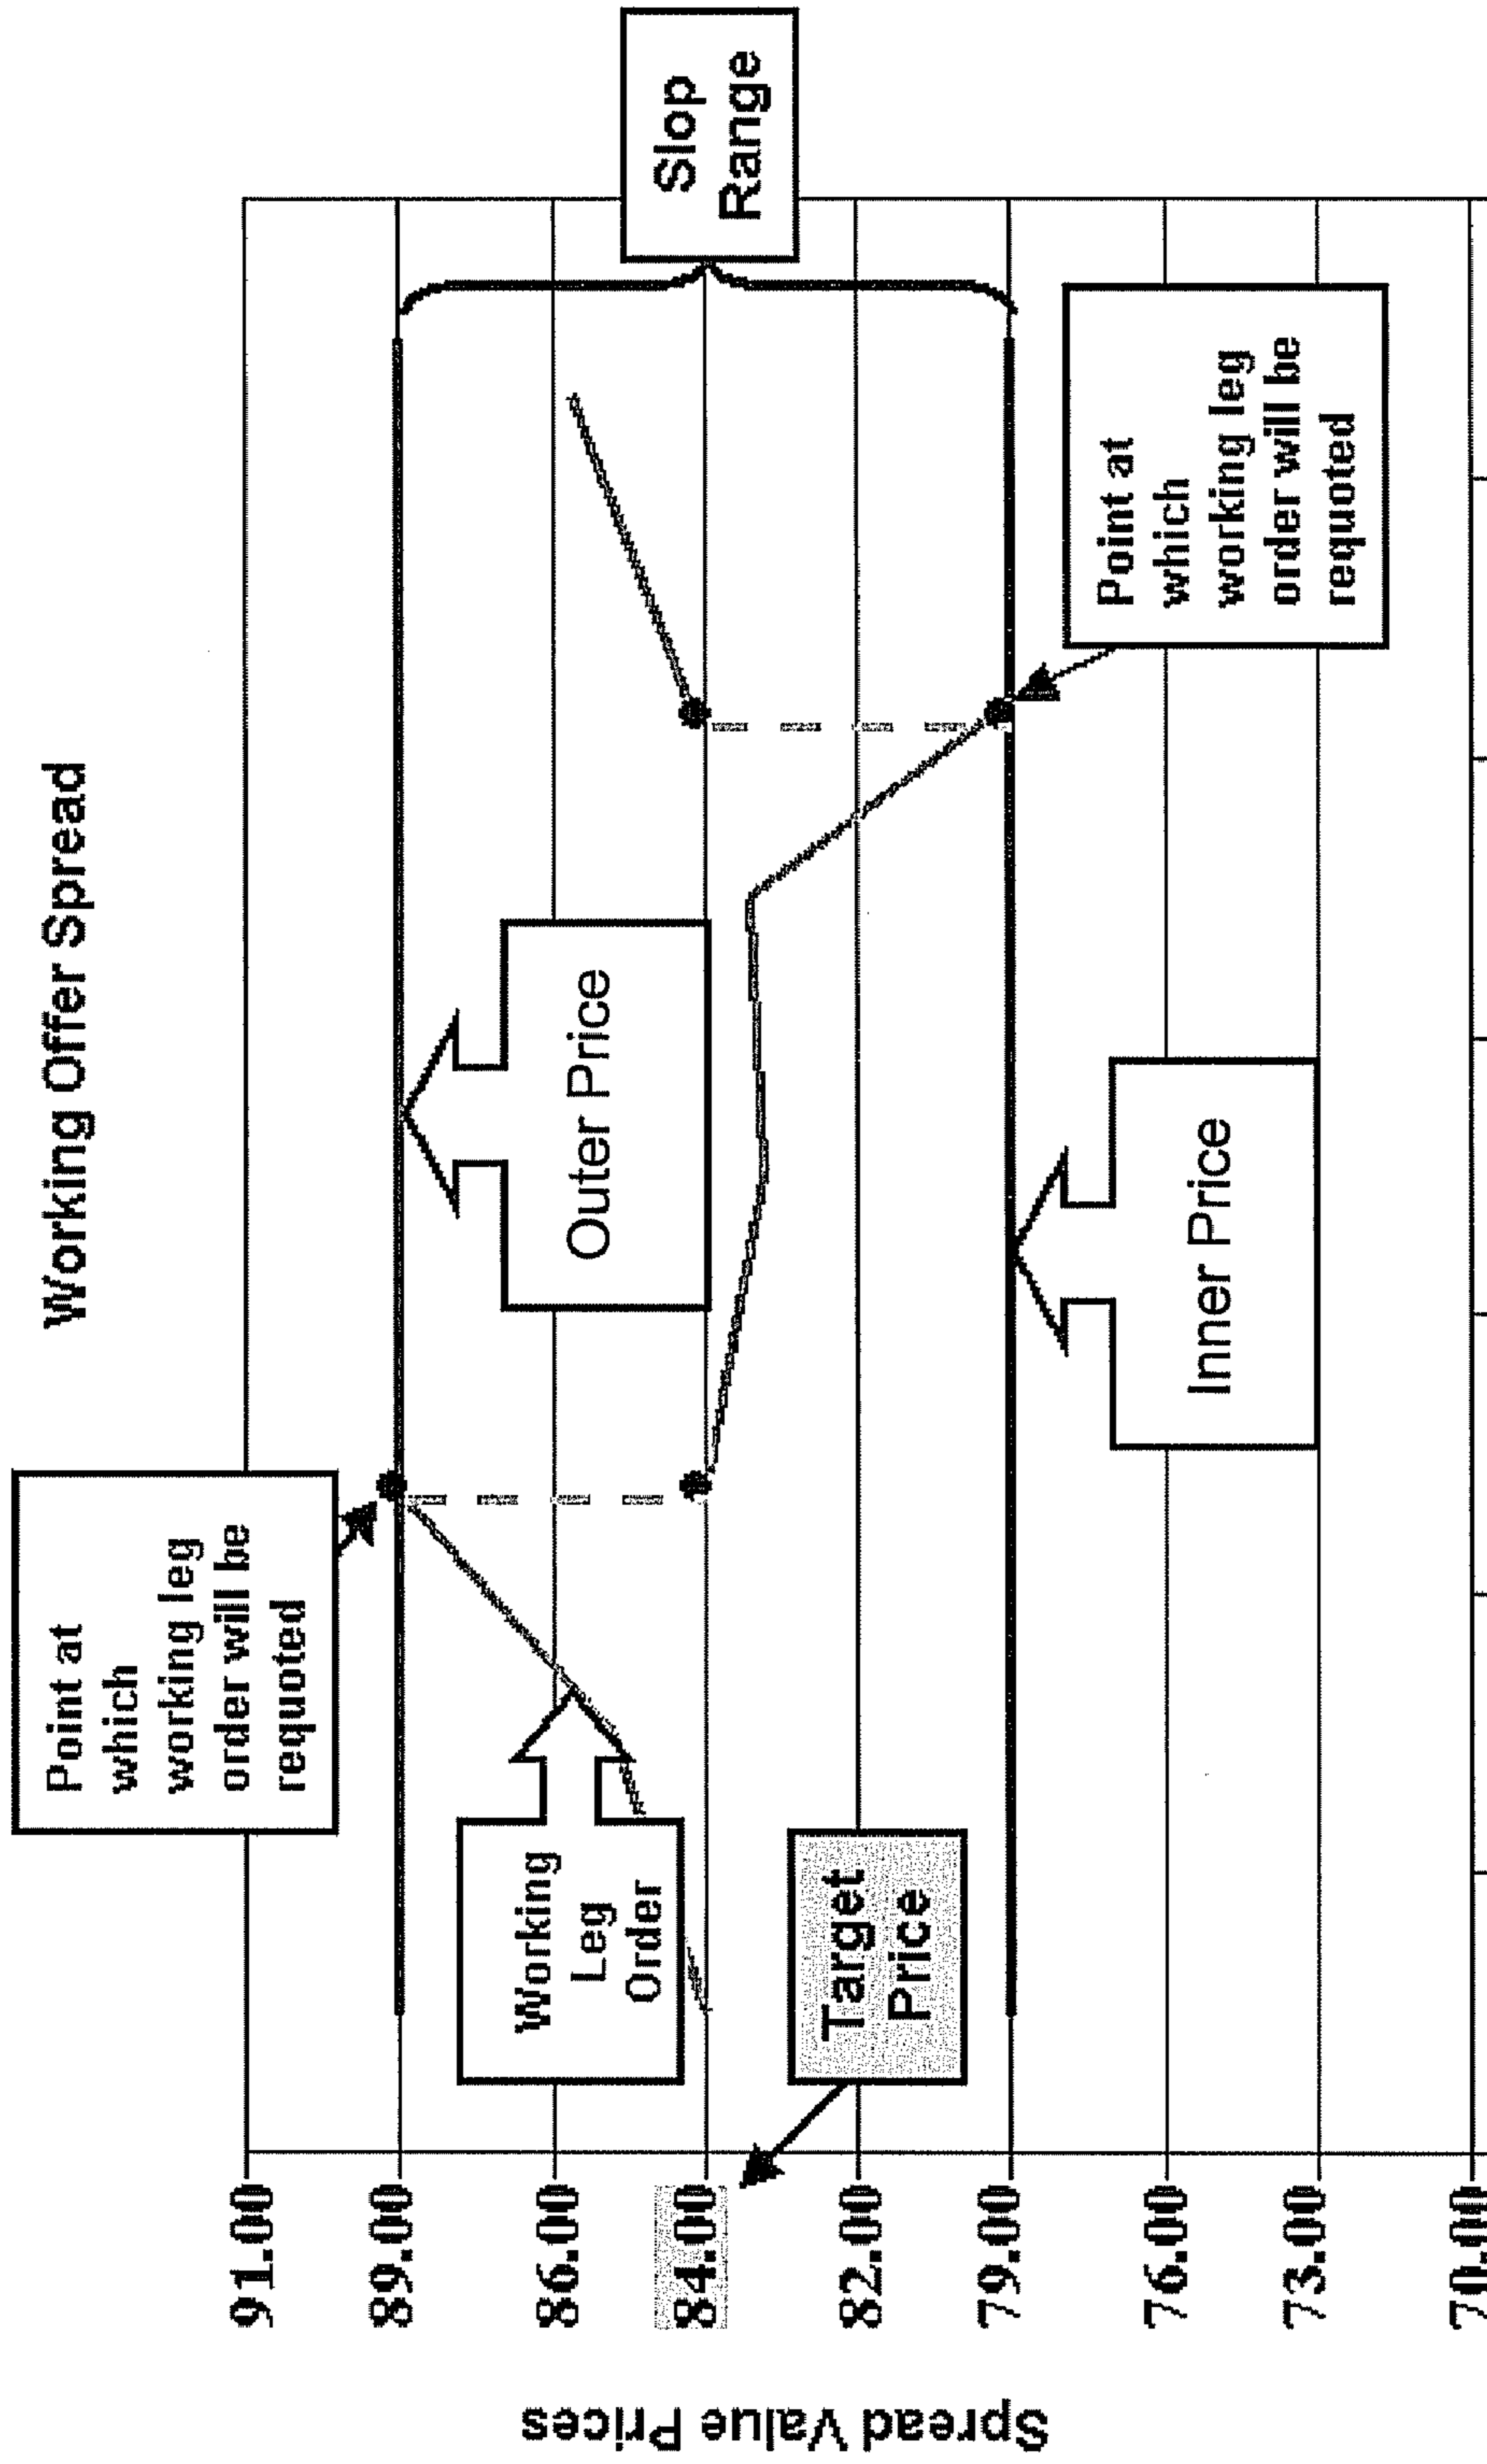 Working Offer Spread
Point at
which
working leg
order will be
requoted
Outer Price
Slop
Range
Working
Leg
Order
Target
Price
Inner Price
Point at
which
working leg
order will be
requoted
Spread Value Prices
91.00
89.00
86.00
84.00
82.00
79.00
76.00
73.00
70.00